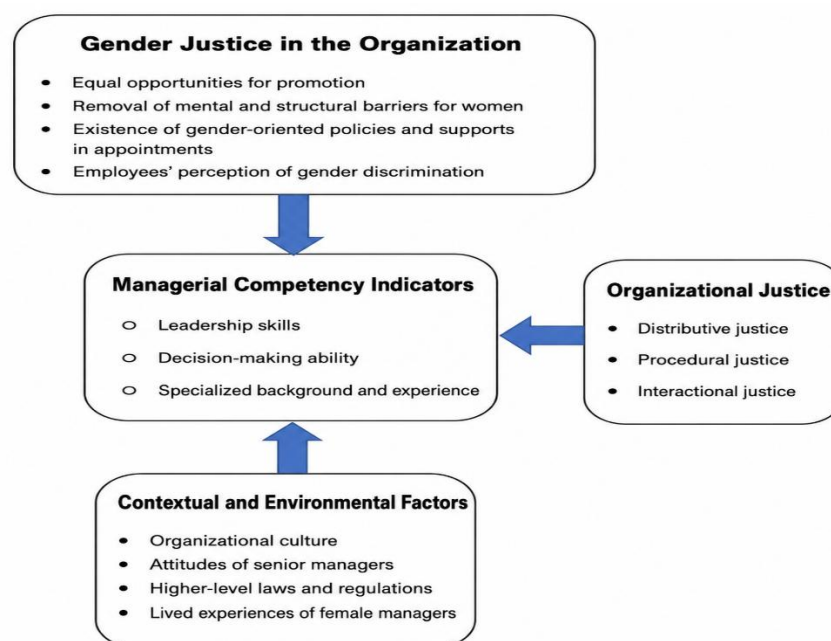 Gender Justice in the Organization
• Equal opportunities for promotion
• Removal of mental and structural barriers for women
• Existence of gender-oriented policies and supports
in appointments
• Employees' perception of gender discrimination
Managerial Competency Indicators
○ Leadership skills
○ Decision-making ability
○ Specialized background and experience
Organizational Justice
• Distributive justice
• Procedural justice
• Interactional justice
Contextual and Environmental Factors
• Organizational culture
• Attitudes of senior managers
• Higher-level laws and regulations
• Lived experiences of female managers